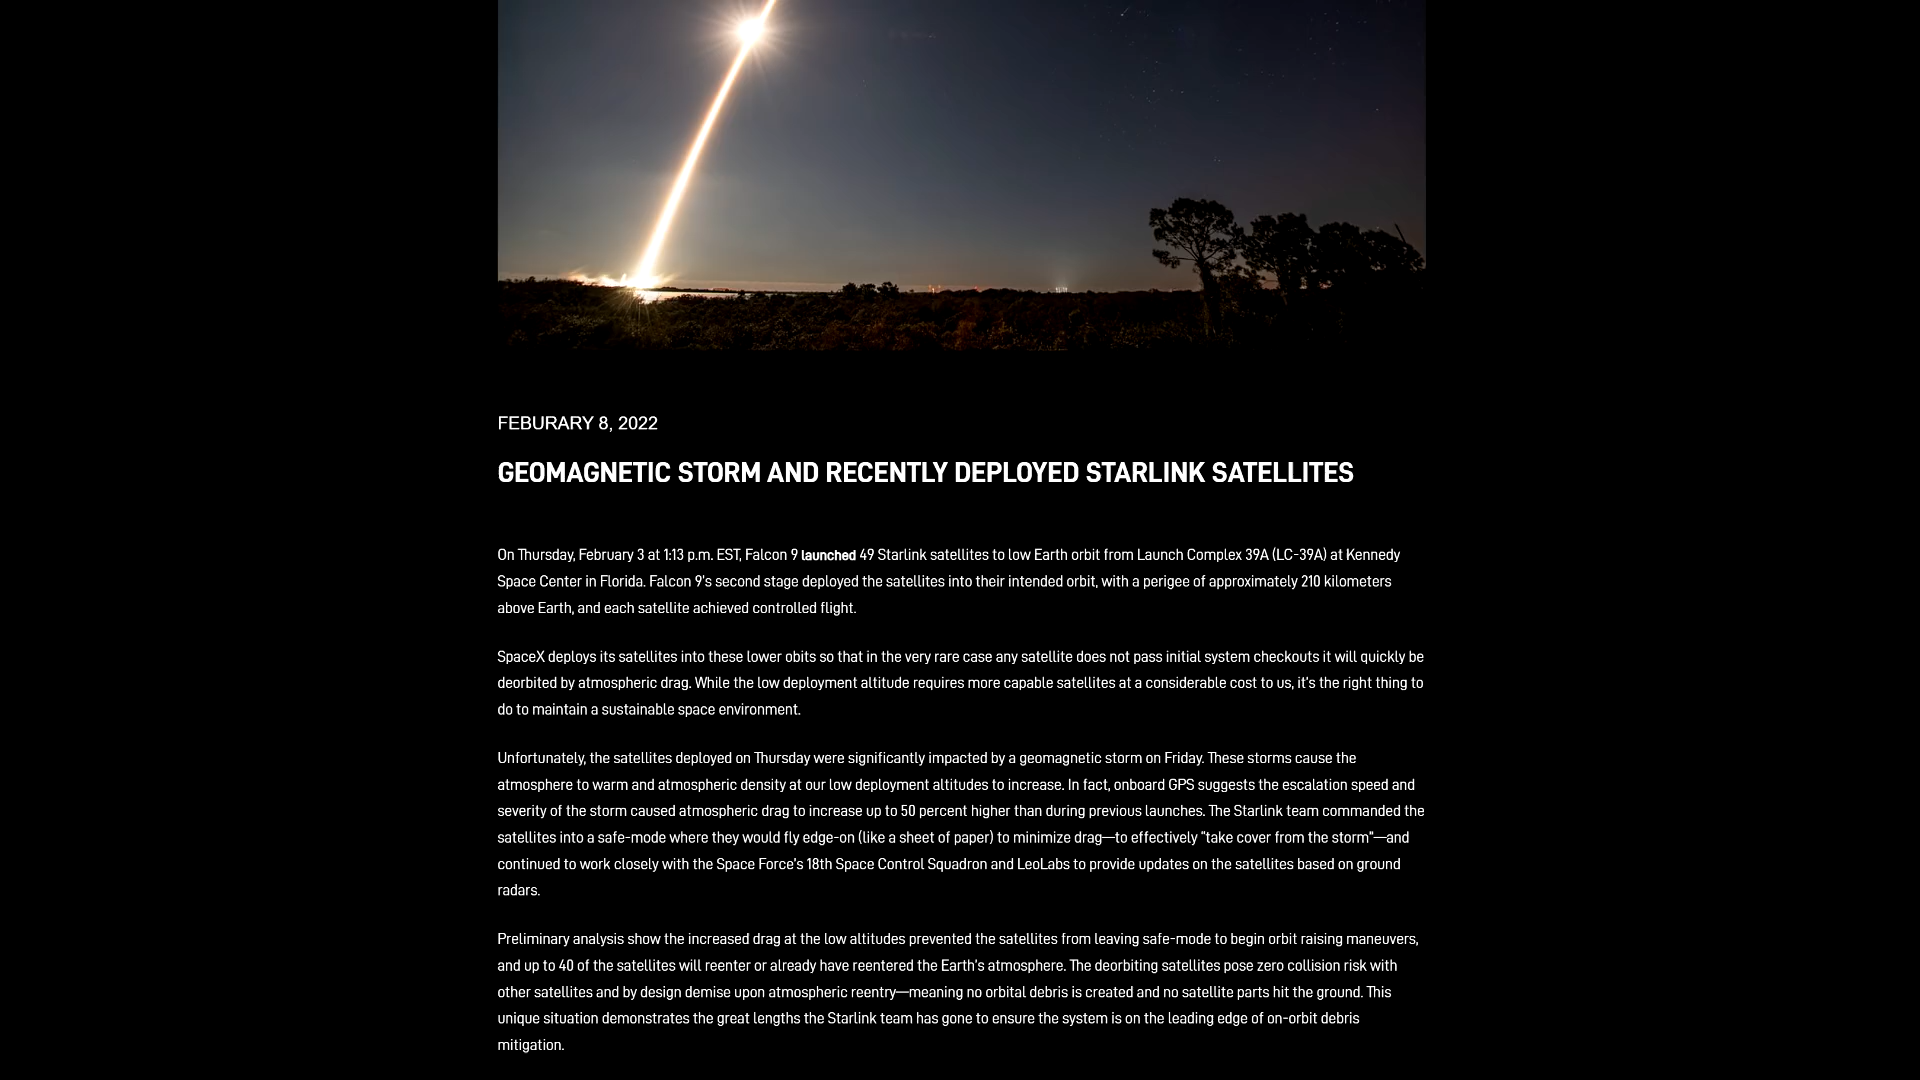 FEBURARY 8, 2022
GEOMAGNETIC STORM AND RECENTLY DEPLOYED STARLINK SATELLITES
On Thursday, February 3 at 1:13 p.m. EST, Falcon 9 launched 49 Starlink satellites to low Earth orbit from Launch Complex 39A (LC-39A) at Kennedy
Space Center in Florida. Falcon 9's second stage deployed the satellites into their intended orbit, with a perigee of approximately 210 kilometers
above Earth, and each satellite achieved controlled flight.
SpaceX deploys its satellites into these lower obits so that in the very rare case any satellite does not pass initial system checkouts it will quickly be
deorbited by atmospheric drag. While the low deployment altitude requires more capable satellites at a considerable cost to us, it's the right thing to
do to maintain a sustainable space environment.
Unfortunately, the satellites deployed on Thursday were significantly impacted by a geomagnetic storm on Friday. These storms cause the
atmosphere to warm and atmospheric density at our low deployment altitudes to increase. In fact, onboard GPS suggests the escalation speed and
severity of the storm caused atmospheric drag to increase up to 50 percent higher than during previous launches. The Starlink team commanded the
satellites into a safe-mode where they would fly edge-on (like a sheet of paper) to minimize drag—to effectively "take cover from the storm"—and
continued to work closely with the Space Force's 18th Space Control Squadron and LeoLabs to provide updates on the satellites based on ground
radars.
Preliminary analysis show the increased drag at the low altitudes prevented the satellites from leaving safe-mode to begin orbit raising maneuvers,
and up to 40 of the satellites will reenter or already have reentered the Earth's atmosphere. The deorbiting satellites pose zero collision risk with
other satellites and by design demise upon atmospheric reentry—meaning no orbital debris is created and no satellite parts hit the ground. This
unique situation demonstrates the great lengths the Starlink team has gone to ensure the system is on the leading edge of on-orbit debris
mitigation.